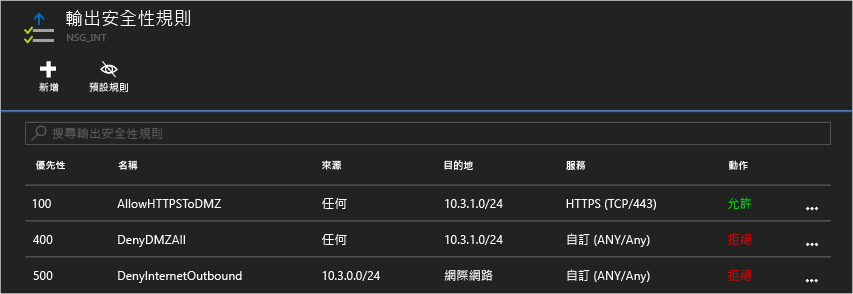 輸出安全性規則
NSG_INT
新增 預設規則
搜尋輸出安全性規則
優先性 名稱 來源 目的地 服務 動作
100 AllowHTTPSToDMZ 任何 10.3.1.0/24 HTTPS (TCP/443) 允許
400 DenyDMZAll 任何 10.3.1.0/24 自訂 (ANY/Any) 拒絕
500 DenyInternetOutbound 10.3.0.0/24 網際網路 自訂 (ANY/Any) 拒絕